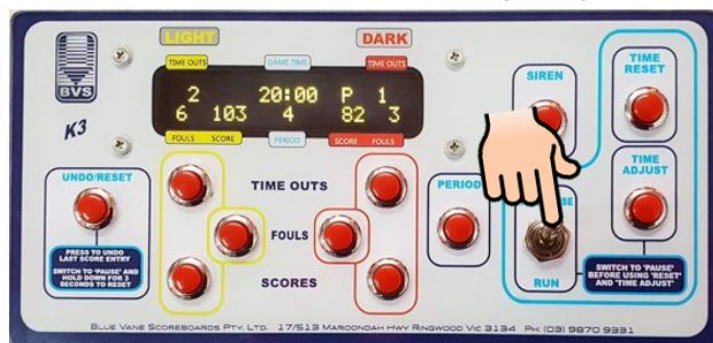 LIGHT DARK
TIME OUTS GAME TIME TIME OUTS
2 20:00 P 1
6 103 4 82 3
FOULS SCORE PERIOD SCORE FOULS
BVS
K3
SIREN
TIME RESET
UNDO/RESET
TIME OUTS
PERIOD
TIME ADJUST
FOULS
PRESS TO UNDO
LAST SCORE ENTRY
SWITCH TO 'PAUSE' AND
HOLD DOWN FOR 3
SECONDS TO RESET
SCORES
RUN
SWITCH TO 'PAUSE'
BEFORE USING 'RESET'
AND 'TIME ADJUST'
BLUE VANE SCOREBOARDS PTY. LTD. 17/513 MAROONDAH HWY RINGWOOD VIC 3134 PH: (03) 9870 9331